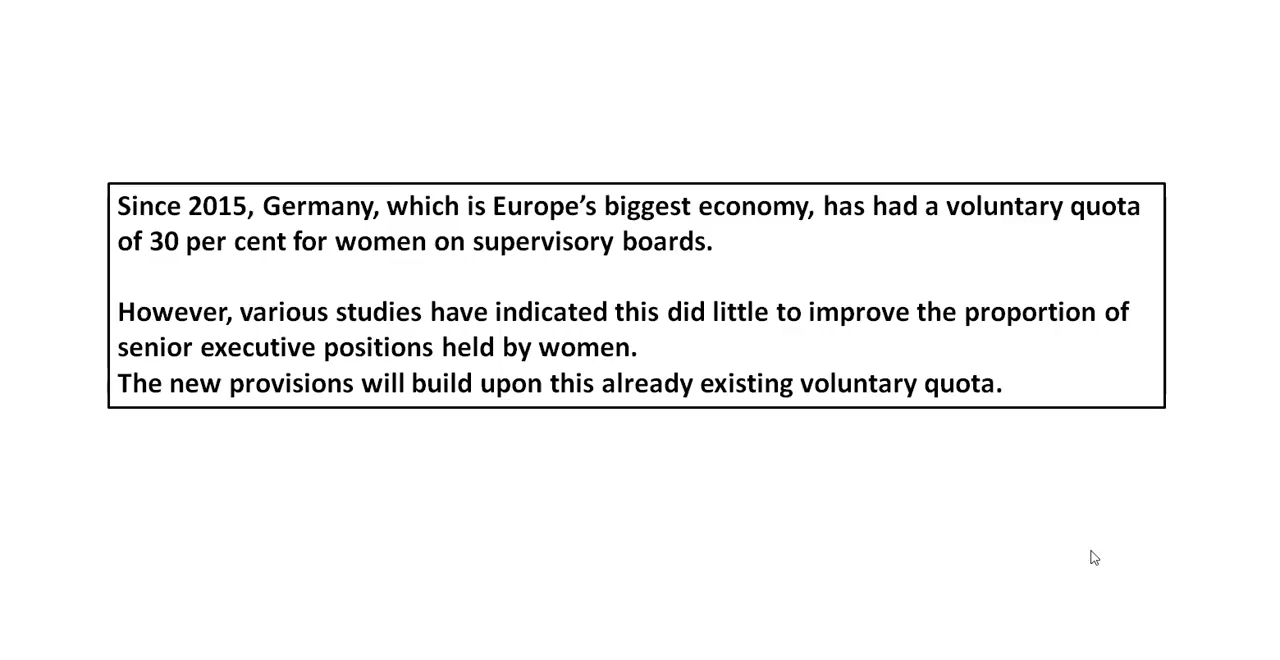 Since 2015, Germany, which is Europe’s biggest economy, has had a voluntary quota
of 30 per cent for women on supervisory boards.
However, various studies have indicated this did little to improve the proportion of
senior executive positions held by women.
The new provisions will build upon this already existing voluntary quota.